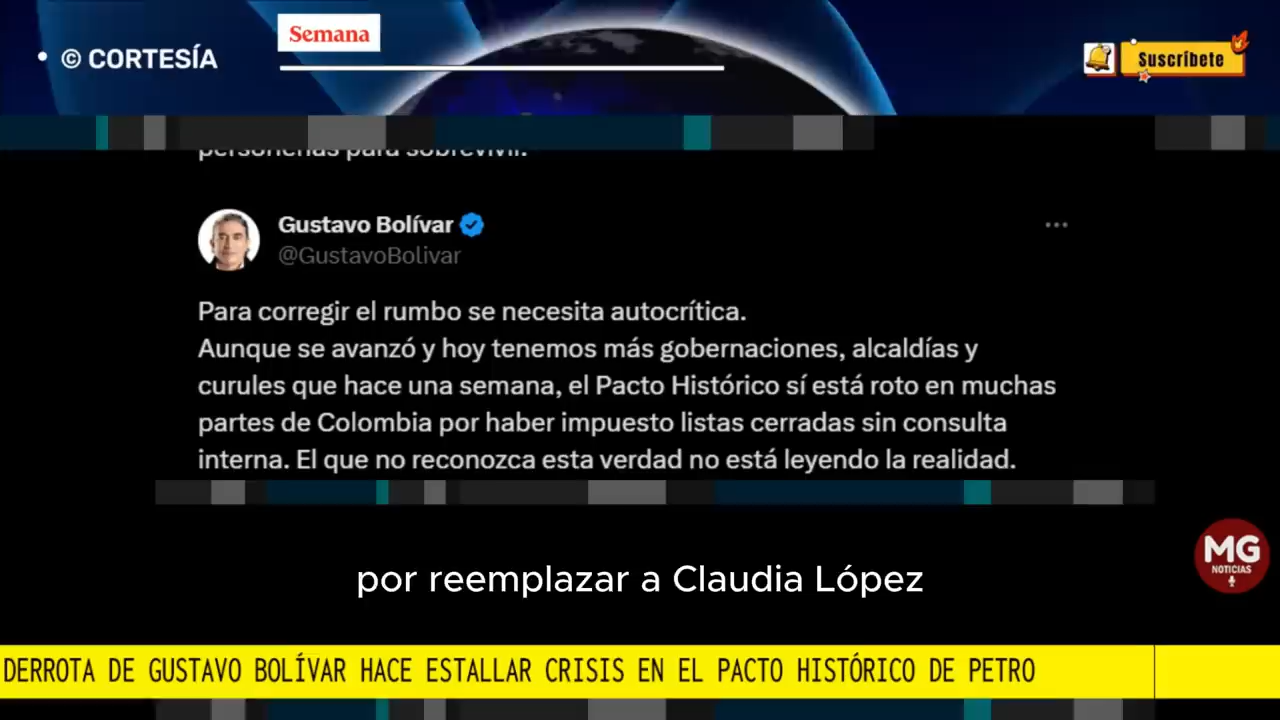 • © CORTESÍA
Semana
Suscríbete
personerías para sobrevivir.
Gustavo Bolívar
@GustavoBolivar
Para corregir el rumbo se necesita autocrítica.
Aunque se avanzó y hoy tenemos más gobernaciones, alcaldías y
curules que hace una semana, el Pacto Histórico sí está roto en muchas
partes de Colombia por haber impuesto listas cerradas sin consulta
interna. El que no reconozca esta verdad no está leyendo la realidad.
MG
NOTICIAS
por reemplazar a Claudia López
DERROTA DE GUSTAVO BOLÍVAR HACE ESTALLAR CRISIS EN EL PACTO HISTÓRICO DE PETRO